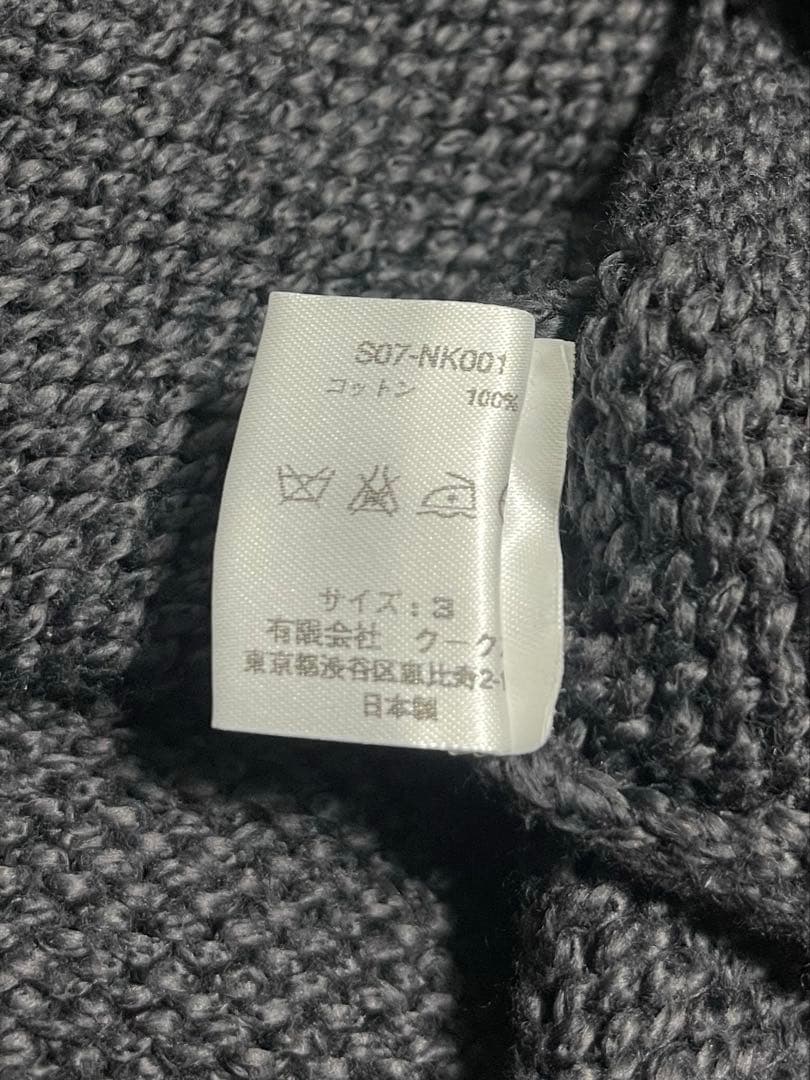 S07-NK001
コットン 100%
サイズ:3
有限会社 クーク
東京都渋谷区恵比寿2-1
日本製